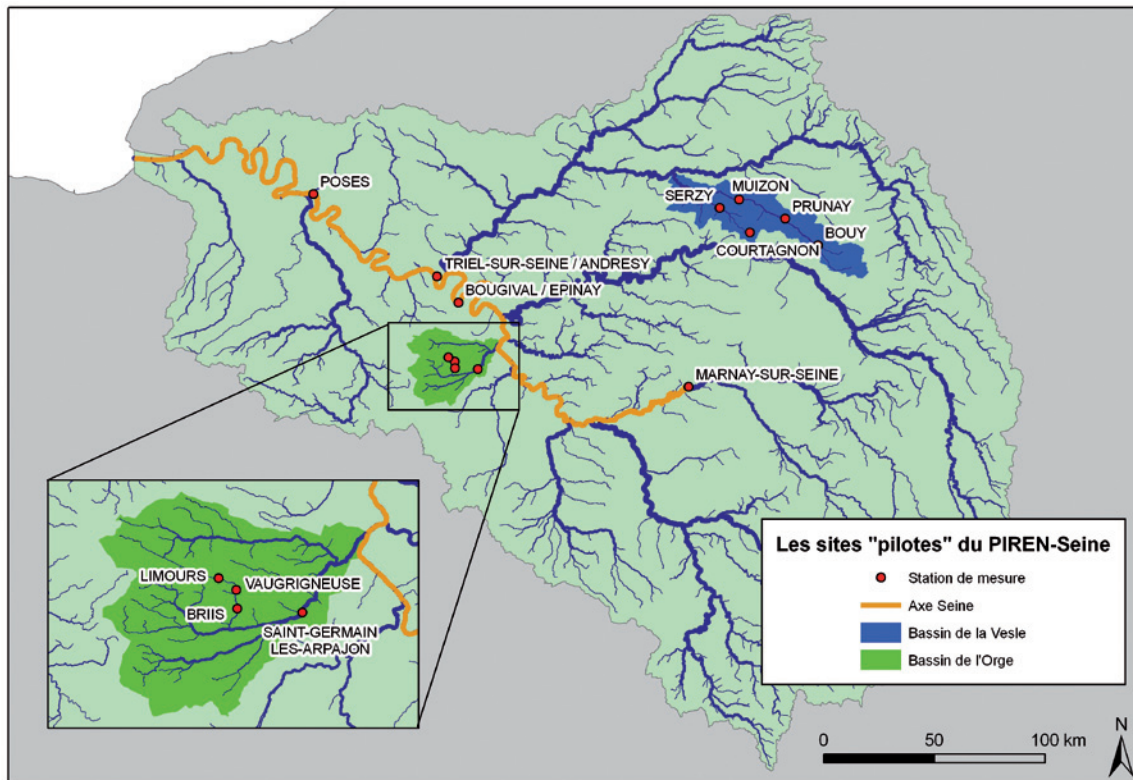 POSES
MUIZON
SERZY
PRUNAY
BOUY
COURTAGNON
TRIEL-SUR-SEINE / ANDRESY
BOUGIVAL / EPINAY
MARNAY-SUR-SEINE
LIMOURS
VAUGRIGNEUSE
BRIIS
SAINT-GERMAIN
LES-ARPAJON
Les sites "pilotes" du PIREN-Seine
Station de mesure
Axe Seine
Bassin de la Vesle
Bassin de l'Orge
N
0 50 100 km